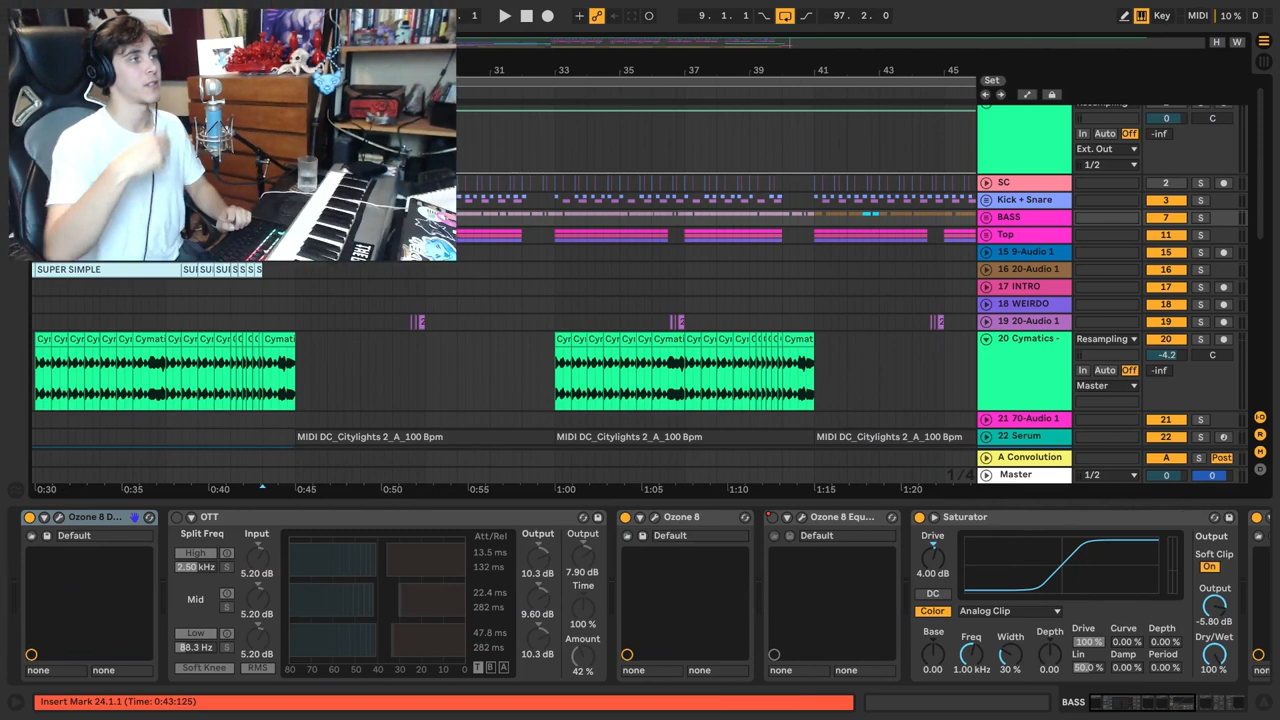 . 1
9. 1. 1
97. 2. 0
Key
MIDI
10 %
D
H
W
31
33
35
37
39
41
43
45
Set
Resampling
0
C
In
Auto
Off
-inf
Ext. Out
1/2
SC
2
S
Kick + Snare
3
S
BASS
7
S
Top
11
S
15 9-Audio 1
15
S
16 20-Audio 1
16
S
17 INTRO
17
S
18 WEIRDO
18
S
19 20-Audio 1
19
S
20 Cymatics -
Resampling
20
S
-4.2
C
In
Auto
Off
-inf
Master
21 70-Audio 1
21
S
22 Serum
22
S
A Convolution
A
S
Post
Master
1/2
0
0
1/4
SUPER SIMPLE
MIDI DC_Citylights 2_A_100 Bpm
MIDI DC_Citylights 2_A_100 Bpm
MIDI DC_Citylights 2_A_100 Bpm
0:30
0:35
0:40
0:45
0:50
0:55
1:00
1:05
1:10
1:15
1:20
Ozone 8 D...
Default
none
none
OTT
Split Freq
Input
High
2.50 kHz
S
5.20 dB
Mid
S
5.20 dB
Low
88.3 Hz
S
5.20 dB
Soft Knee
RMS
80 70 60 50 40 30 20 10 0
Att/Rel
13.5 ms
132 ms
22.4 ms
282 ms
47.8 ms
282 ms
T
B
A
Output
10.3 dB
9.60 dB
10.3 dB
Output
7.90 dB
Time
100 %
Amount
42 %
Ozone 8
Default
none
none
Ozone 8 Equ...
Default
none
none
Saturator
Drive
4.00 dB
DC
Color
Analog Clip
Base
0.00
Freq
1.00 kHz
Width
30 %
Depth
0.00
Drive
100 %
Curve
0.00 %
Depth:
0.00 %
Lin
50.0 %
Damp
0.00 %
Period
0.00 %
Output
Soft Clip
On
Output
-5.80 dB
Dry/Wet
100 %
Insert Mark 24.1.1 (Time: 0:43:125)
BASS